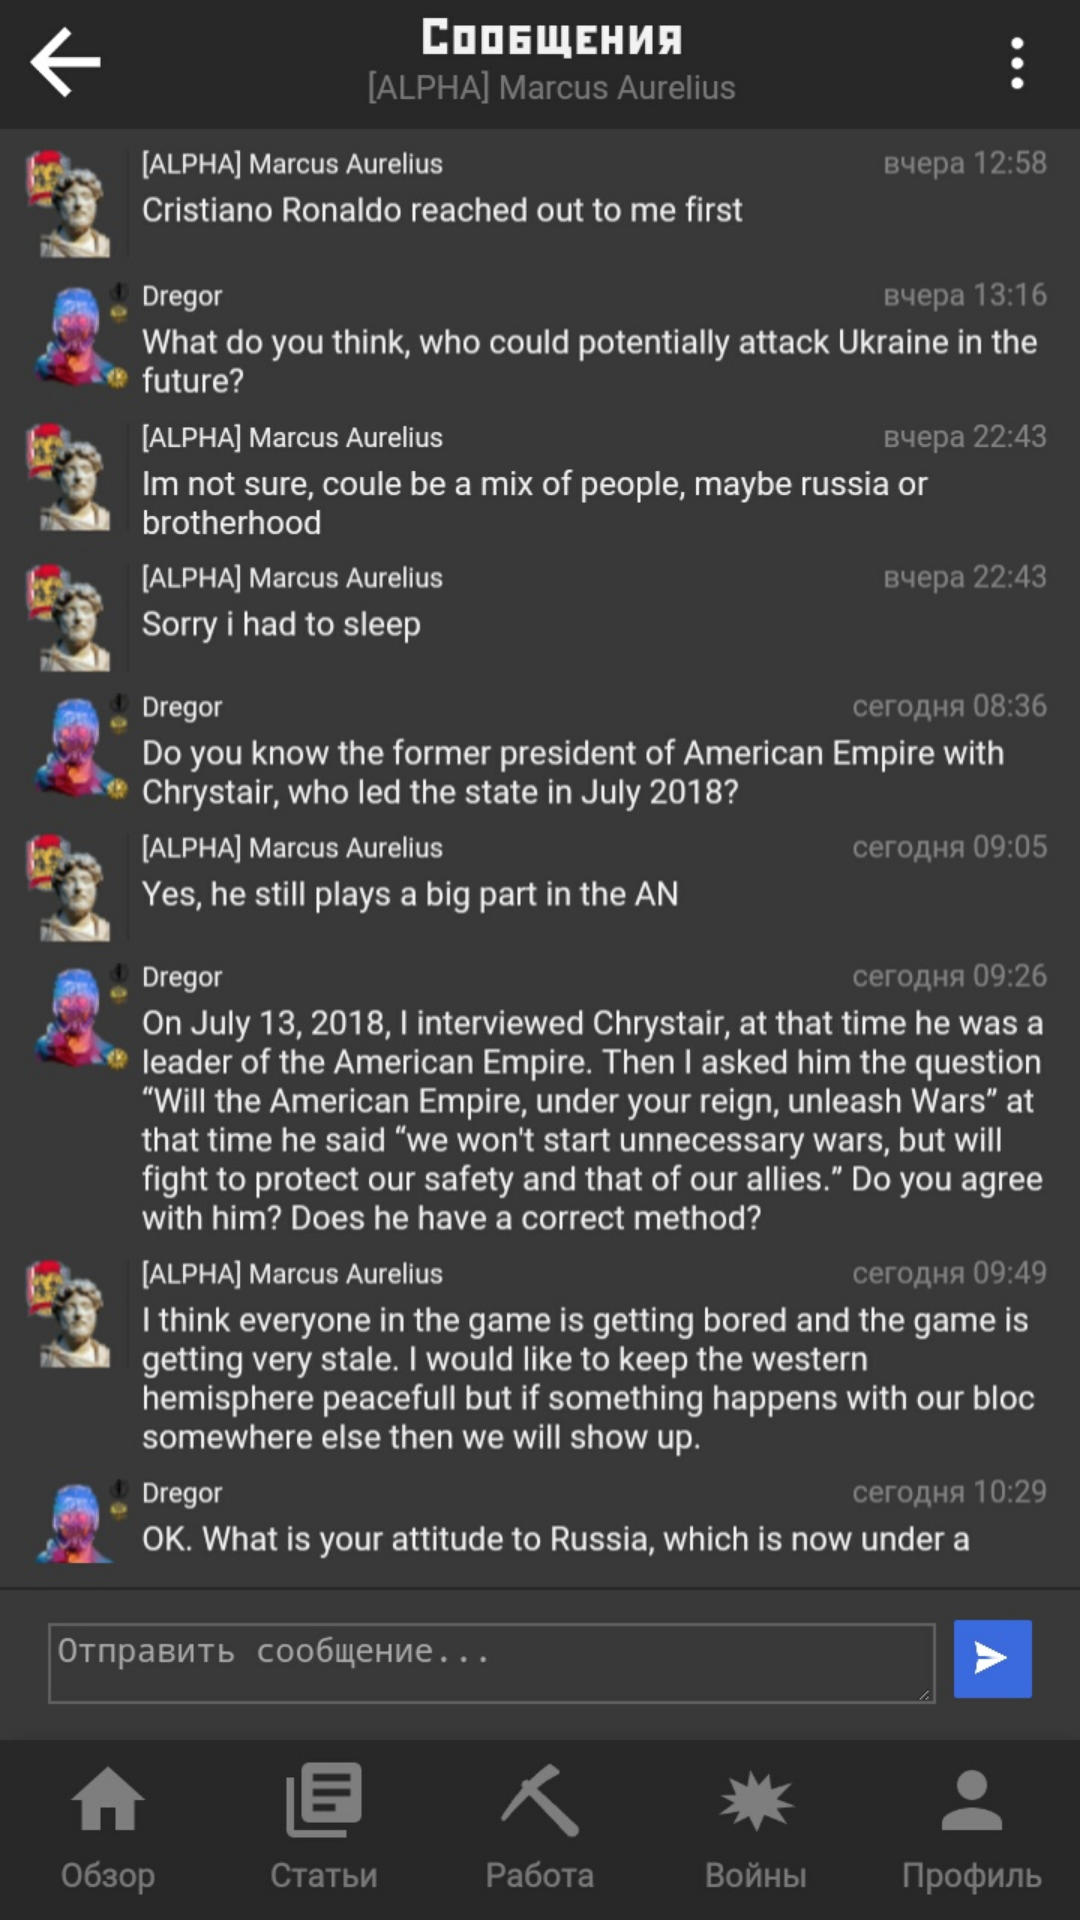 Сообщения
[ALPHA] Marcus Aurelius
[ALPHA] Marcus Aurelius вчера 12:58
Cristiano Ronaldo reached out to me first
Dregor вчера 13:16
What do you think, who could potentially attack Ukraine in the
future?
[ALPHA] Marcus Aurelius вчера 22:43
Im not sure, coule be a mix of people, maybe russia or
brotherhood
[ALPHA] Marcus Aurelius вчера 22:43
Sorry i had to sleep
Dregor сегодня 08:36
Do you know the former president of American Empire with
Chrystair, who led the state in July 2018?
[ALPHA] Marcus Aurelius сегодня 09:05
Yes, he still plays a big part in the AN
Dregor сегодня 09:26
On July 13, 2018, I interviewed Chrystair, at that time he was a
leader of the American Empire. Then I asked him the question
“Will the American Empire, under your reign, unleash Wars” at
that time he said “we won't start unnecessary wars, but will
fight to protect our safety and that of our allies.” Do you agree
with him? Does he have a correct method?
[ALPHA] Marcus Aurelius сегодня 09:49
I think everyone in the game is getting bored and the game is
getting very stale. I would like to keep the western
hemisphere peacefull but if something happens with our bloc
somewhere else then we will show up.
Dregor сегодня 10:29
OK. What is your attitude to Russia, which is now under a
Отправить сообщение...
Обзор Статьи Работа Войны Профиль